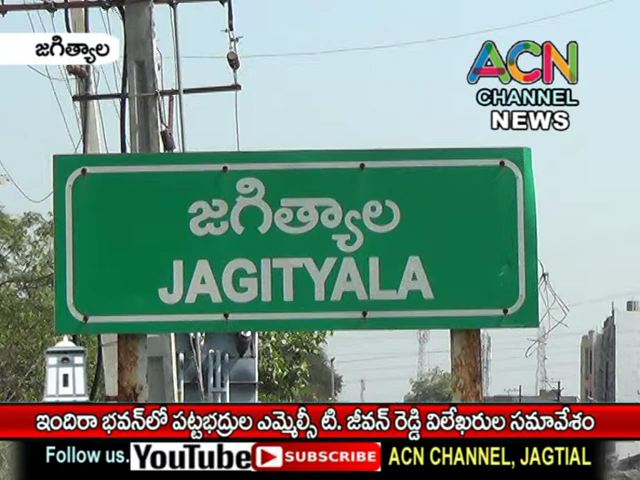 జగిత్యాల
ACN
CHANNEL
NEWS
జగిత్యాల
JAGITYALA
ఇందిరా భవన్‌లో పట్టభద్రుల ఎమ్మెల్సీ టి. జీవన్ రెడ్డి విలేఖరుల సమావేశం
Follow us. YouTube SUBSCRIBE ACN CHANNEL, JAGTIAL